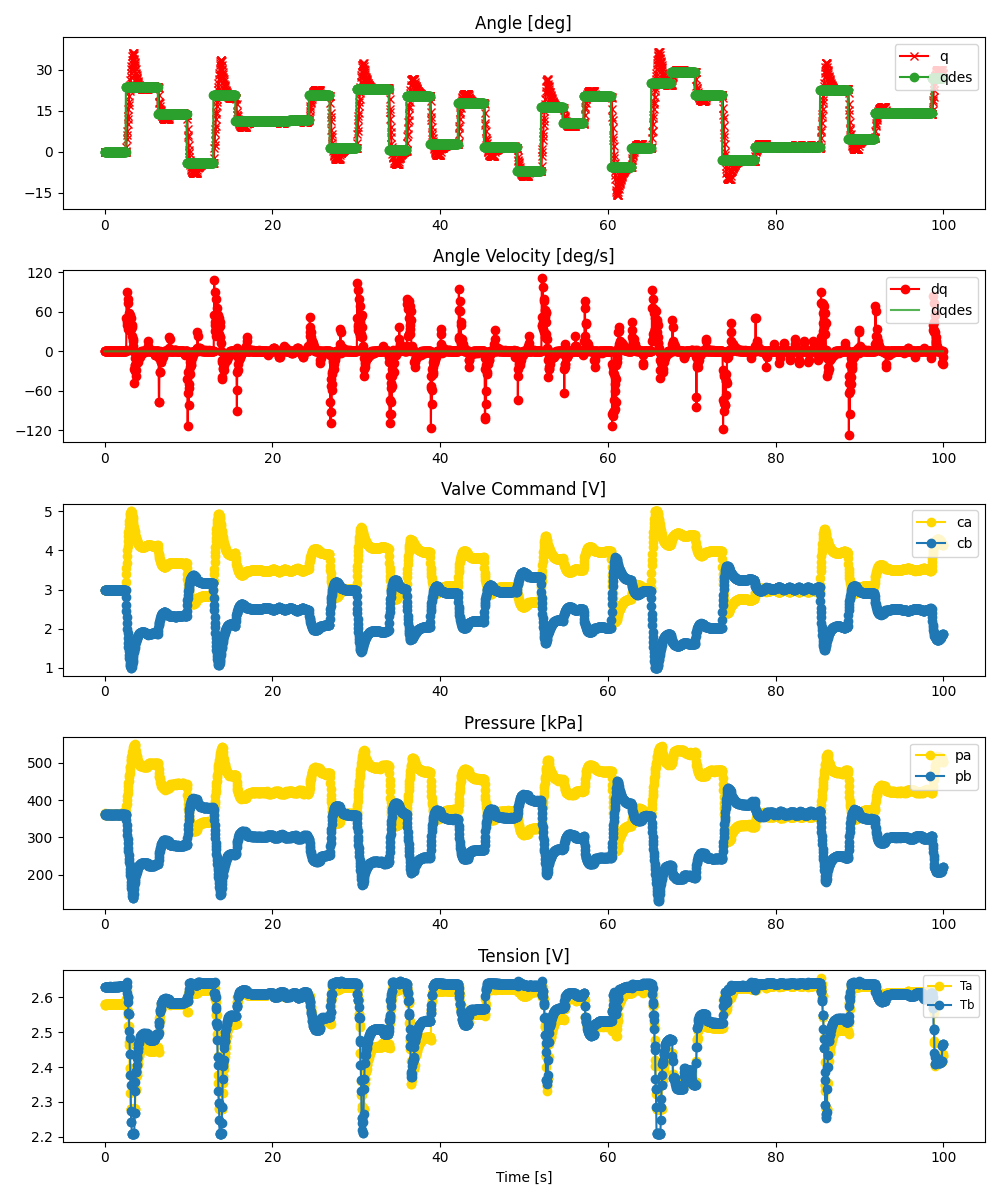 Angle [deg]
30
15
0
−15
q
qdes
0 20 40 60 80 100
Angle Velocity [deg/s]
120
60
0
−60
−120
dq
dqdes
0 20 40 60 80 100
Valve Command [V]
5
4
3
2
1
ca
cb
0 20 40 60 80 100
Pressure [kPa]
500
400
300
200
pa
pb
0 20 40 60 80 100
Tension [V]
2.6
2.5
2.4
2.3
2.2
Ta
Tb
0 20 40 60 80 100
Time [s]